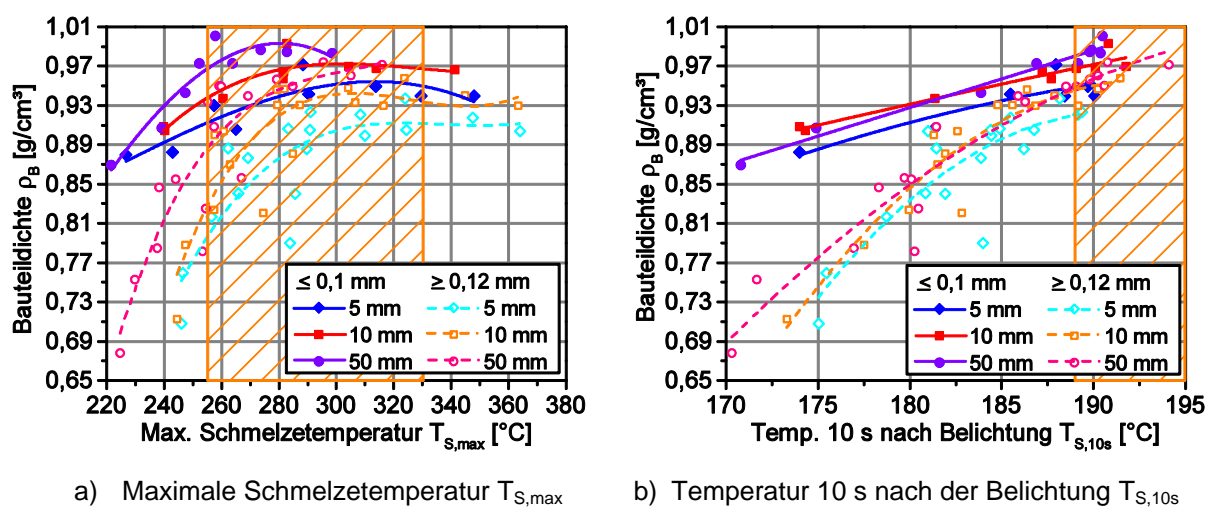 1,01
0,97
0,93
0,89
0,85
0,81
0,77
0,73
0,69
0,65
Bauteildichte ρB [g/cm³]
≤ 0,1 mm ≥ 0,12 mm
5 mm 5 mm
10 mm 10 mm
50 mm 50 mm
220 240 260 280 300 320 340 360 380
Max. Schmelzetemperatur TS,max [°C]
a) Maximale Schmelzetemperatur TS,max
1,01
0,97
0,93
0,89
0,85
0,81
0,77
0,73
0,69
0,65
Bauteildichte ρB [g/cm³]
≤ 0,1 mm ≥ 0,12 mm
5 mm 5 mm
10 mm 10 mm
50 mm 50 mm
170 175 180 185 190 195
Temp. 10 s nach Belichtung TS,10s [°C]
b) Temperatur 10 s nach der Belichtung TS,10s